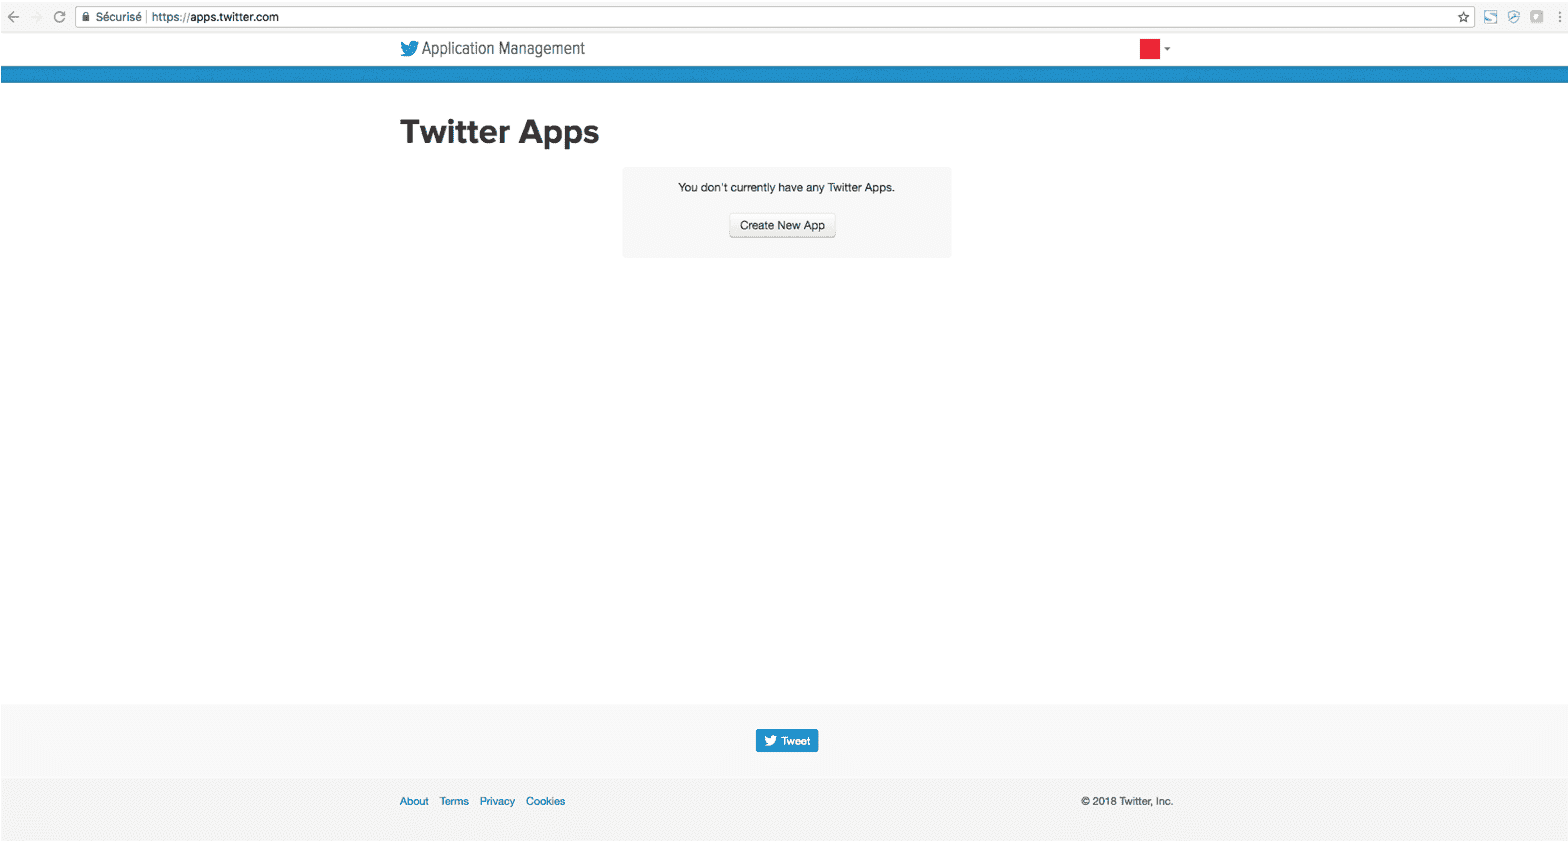 Sécurisé https://apps.twitter.com
Application Management
Twitter Apps
You don't currently have any Twitter Apps.
Create New App
Tweet
About Terms Privacy Cookies © 2018 Twitter, Inc.